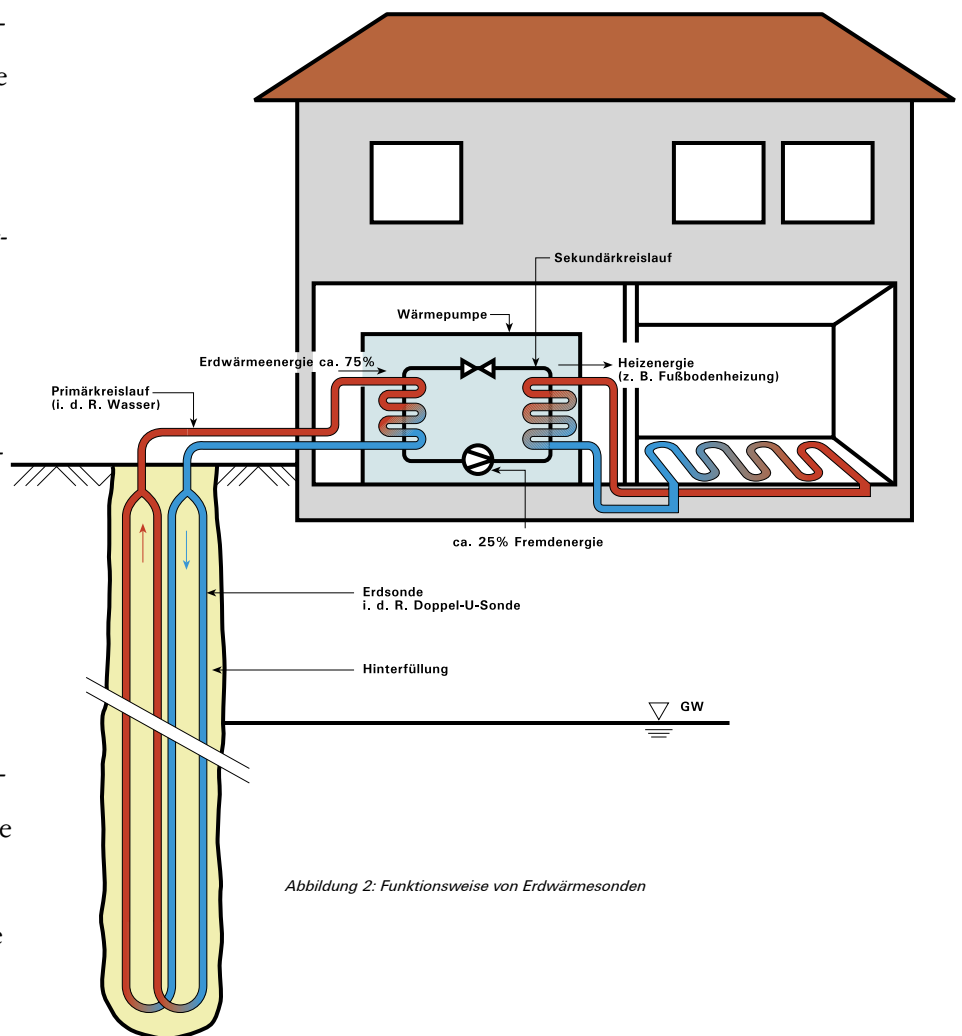 e
Sekundärkreislauf
Wärmepumpe
Erdwärmeenergie ca. 75%
Heizenergie
(z. B. Fußbodenheizung)
Primärkreislauf
(i. d. R. Wasser)
ca. 25% Fremdenergie
Erdsonde
i. d. R. Doppel-U-Sonde
Hinterfüllung
GW
e
Abbildung 2: Funktionsweise von Erdwärmesonden
e